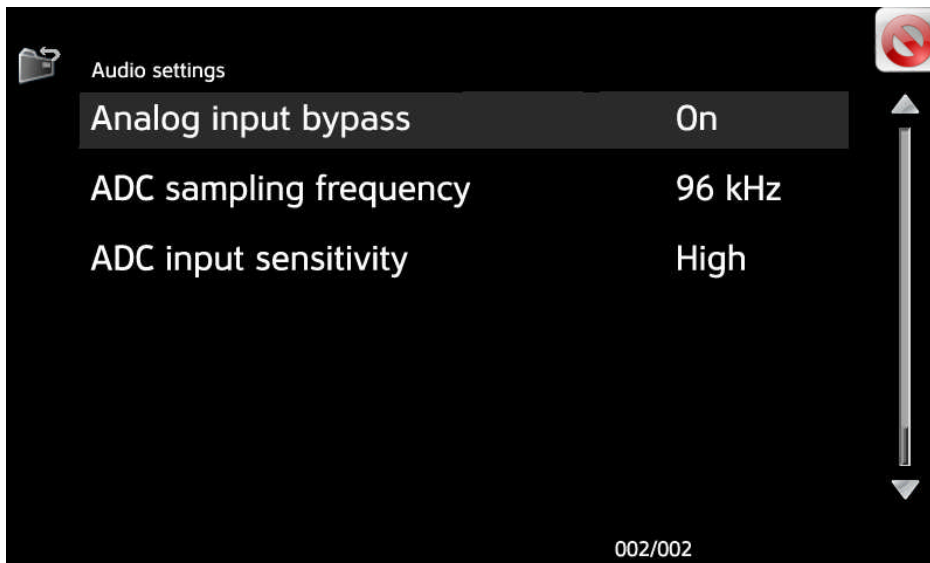 Audio settings
Analog input bypass On
ADC sampling frequency 96 kHz
ADC input sensitivity High
002/002